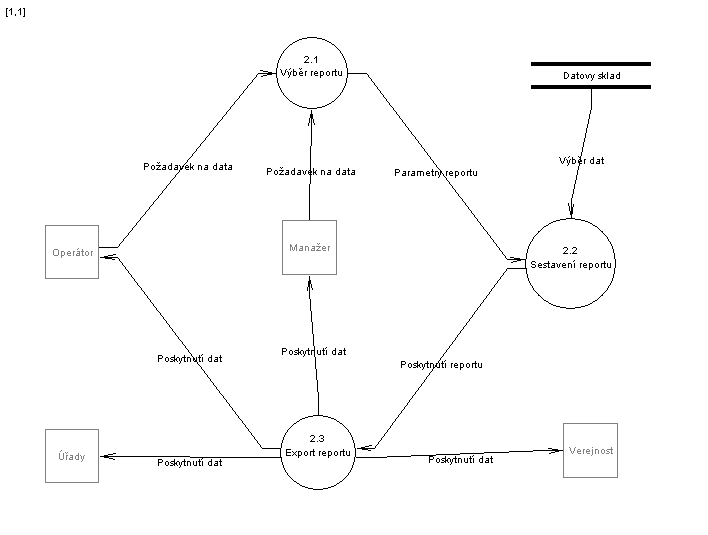 [1,1]
2.1
Výběr reportu
Datovy sklad
Požadavek na data
Požadavek na data
Parametry reportu
Výběr dat
Operátor
Manažer
2.2
Sestavení reportu
Poskytnutí dat
Poskytnutí dat
Poskytnutí reportu
2.3
Export reportu
Úřady
Poskytnutí dat
Poskytnutí dat
Verejnost